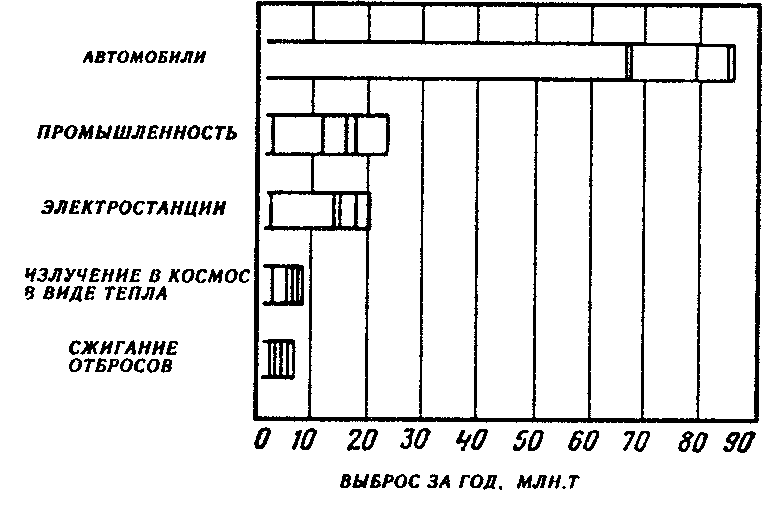 АВТОМОБИЛИ
ПРОМЫШЛЕННОСТЬ
ЭЛЕКТРОСТАНЦИИ
ИЗЛУЧЕНИЕ В КОСМОС
В ВИДЕ ТЕПЛА
СЖИГАНИЕ
ОТБРОСОВ
0 10 20 30 40 50 60 70 80 90
ВЫБРОС ЗА ГОД, МЛН.Т